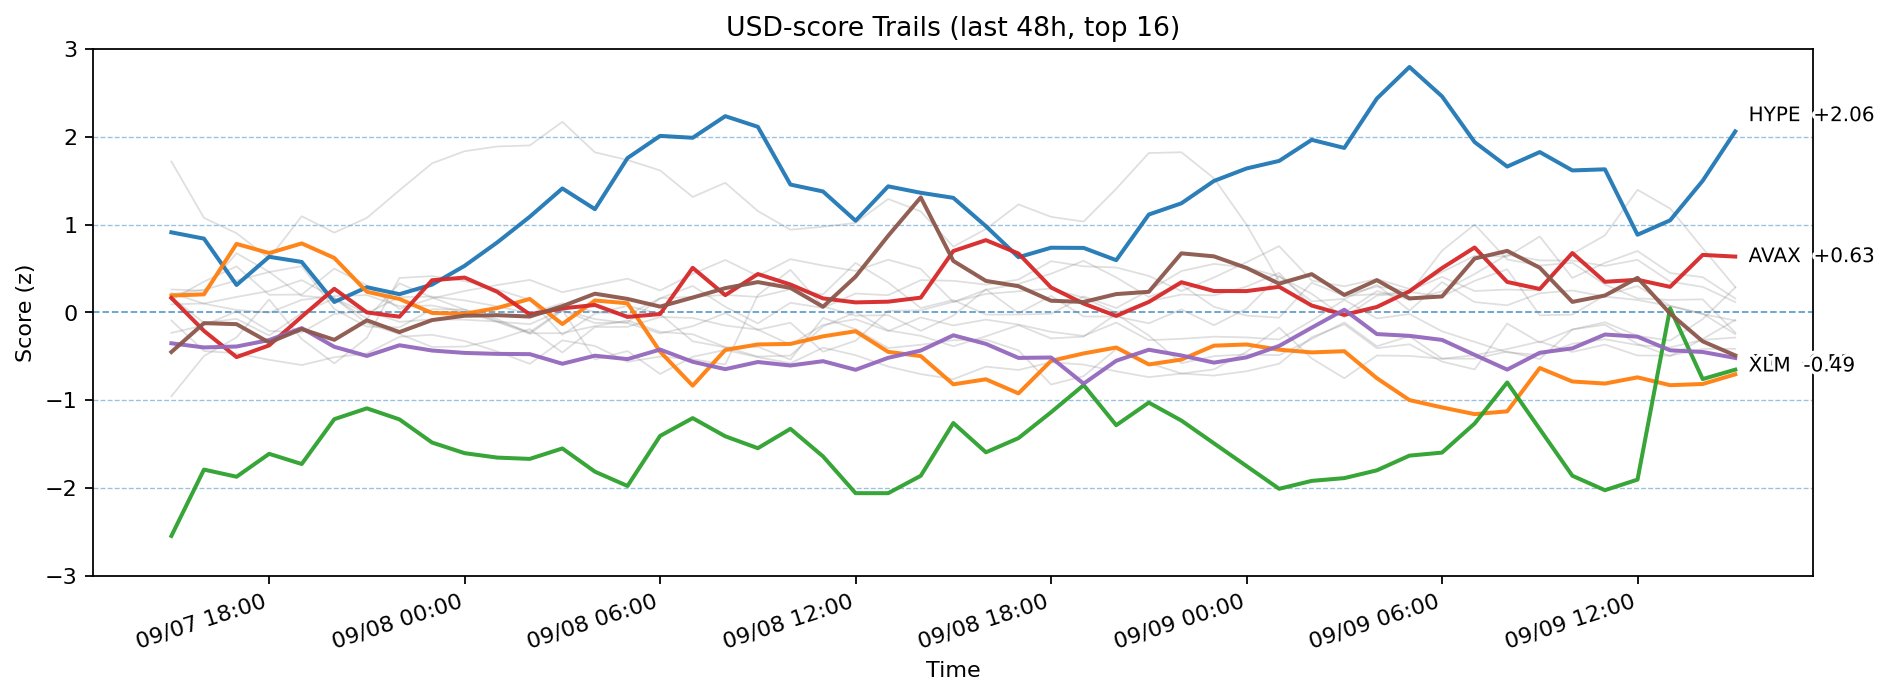 USD-score Trails (last 48h, top 16)
Score (z)
3
2
1
0
−1
−2
−3
HYPE +2.06
AVAX +0.63
XLM -0.49
09/07 18:00
09/08 00:00
09/08 06:00
09/08 12:00
09/08 18:00
09/09 00:00
09/09 06:00
09/09 12:00
Time